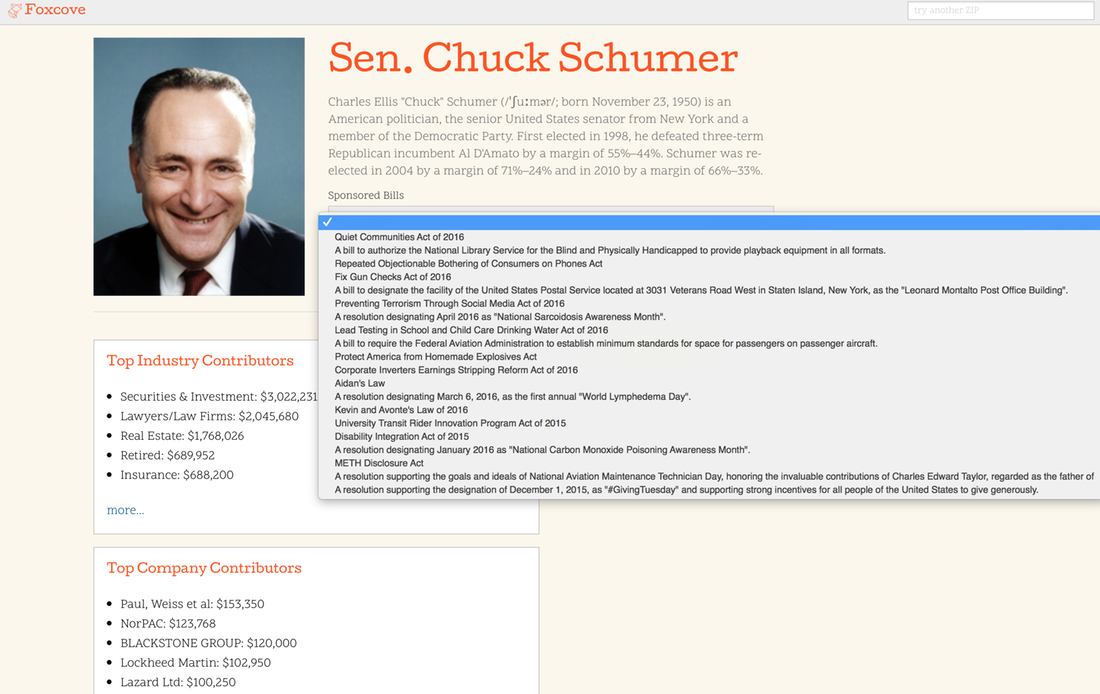 Foxcove
try another ZIP
Sen. Chuck Schumer
Charles Ellis "Chuck" Schumer (/ˈʃuːmər/; born November 23, 1950) is an
American politician, the senior United States senator from New York and a
member of the Democratic Party. First elected in 1998, he defeated three-term
Republican incumbent Al D'Amato by a margin of 55%–44%. Schumer was re-
elected in 2004 by a margin of 71%–24% and in 2010 by a margin of 66%–33%.
Sponsored Bills
✓
Quiet Communities Act of 2016
A bill to authorize the National Library Service for the Blind and Physically Handicapped to provide playback equipment in all formats.
Repeated Objectionable Bothering of Consumers on Phones Act
Fix Gun Checks Act of 2016
A bill to designate the facility of the United States Postal Service located at 3031 Veterans Road West in Staten Island, New York, as the "Leonard Montalto Post Office Building".
Preventing Terrorism Through Social Media Act of 2016
A resolution designating April 2016 as "National Sarcoidosis Awareness Month".
Lead Testing in School and Child Care Drinking Water Act of 2016
A bill to require the Federal Aviation Administration to establish minimum standards for space for passengers on passenger aircraft.
Protect America from Homemade Explosives Act
Corporate Inverters Earnings Stripping Reform Act of 2016
Aidan's Law
A resolution designating March 6, 2016, as the first annual "World Lymphedema Day".
Kevin and Avonte's Law of 2016
University Transit Rider Innovation Program Act of 2015
Disability Integration Act of 2015
A resolution designating January 2016 as "National Carbon Monoxide Poisoning Awareness Month".
METH Disclosure Act
A resolution supporting the goals and ideals of National Aviation Maintenance Technician Day, honoring the invaluable contributions of Charles Edward Taylor, regarded as the father of
A resolution supporting the designation of December 1, 2015, as "#GivingTuesday" and supporting strong incentives for all people of the United States to give generously.
Top Industry Contributors
• Securities & Investment: $3,022,231
• Lawyers/Law Firms: $2,045,680
• Real Estate: $1,768,026
• Retired: $689,952
• Insurance: $688,200
more...
Top Company Contributors
• Paul, Weiss et al: $153,350
• NorPAC: $123,768
• BLACKSTONE GROUP: $120,000
• Lockheed Martin: $102,950
• Lazard Ltd: $100,250